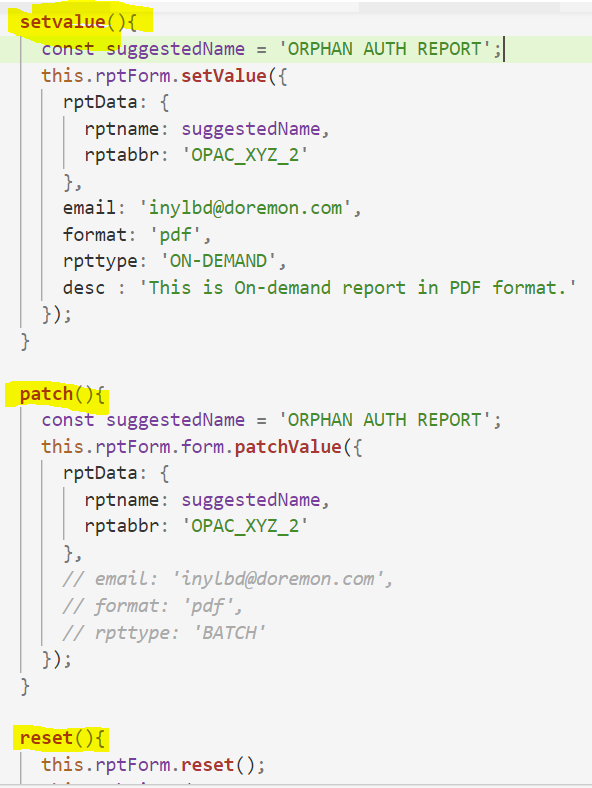 setvalue(){
const suggestedName = 'ORPHAN AUTH REPORT';
this.rptForm.setValue({
rptData: {
rptname: suggestedName,
rptabbr: 'OPAC_XYZ_2'
},
email: 'inylbd@doremon.com',
format: 'pdf',
rpttype: 'ON-DEMAND',
desc : 'This is On-demand report in PDF format.'
});
}
patch(){
const suggestedName = 'ORPHAN AUTH REPORT';
this.rptForm.form.patchValue({
rptData: {
rptname: suggestedName,
rptabbr: 'OPAC_XYZ_2'
},
// email: 'inylbd@doremon.com',
// format: 'pdf',
// rpttype: 'BATCH'
});
}
reset(){
this.rptForm.reset();